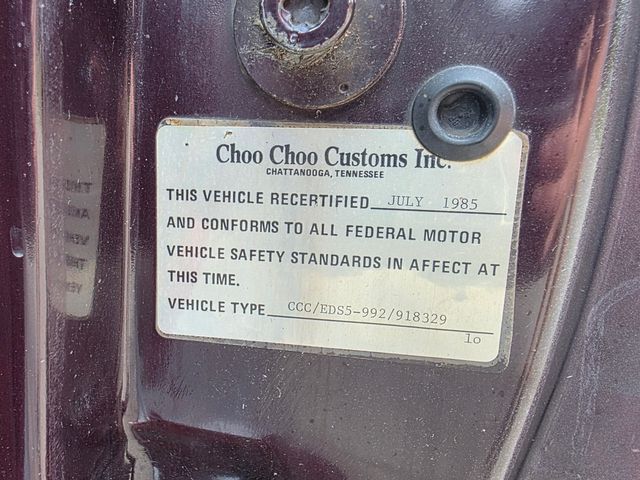 Choo Choo Customs Inc.
CHATTANOOGA, TENNESSEE
THIS VEHICLE RECERTIFIED JULY 1985
AND CONFORMS TO ALL FEDERAL MOTOR
VEHICLE SAFETY STANDARDS IN AFFECT AT
THIS TIME.
VEHICLE TYPE CCC/EDS5-992/918329
10